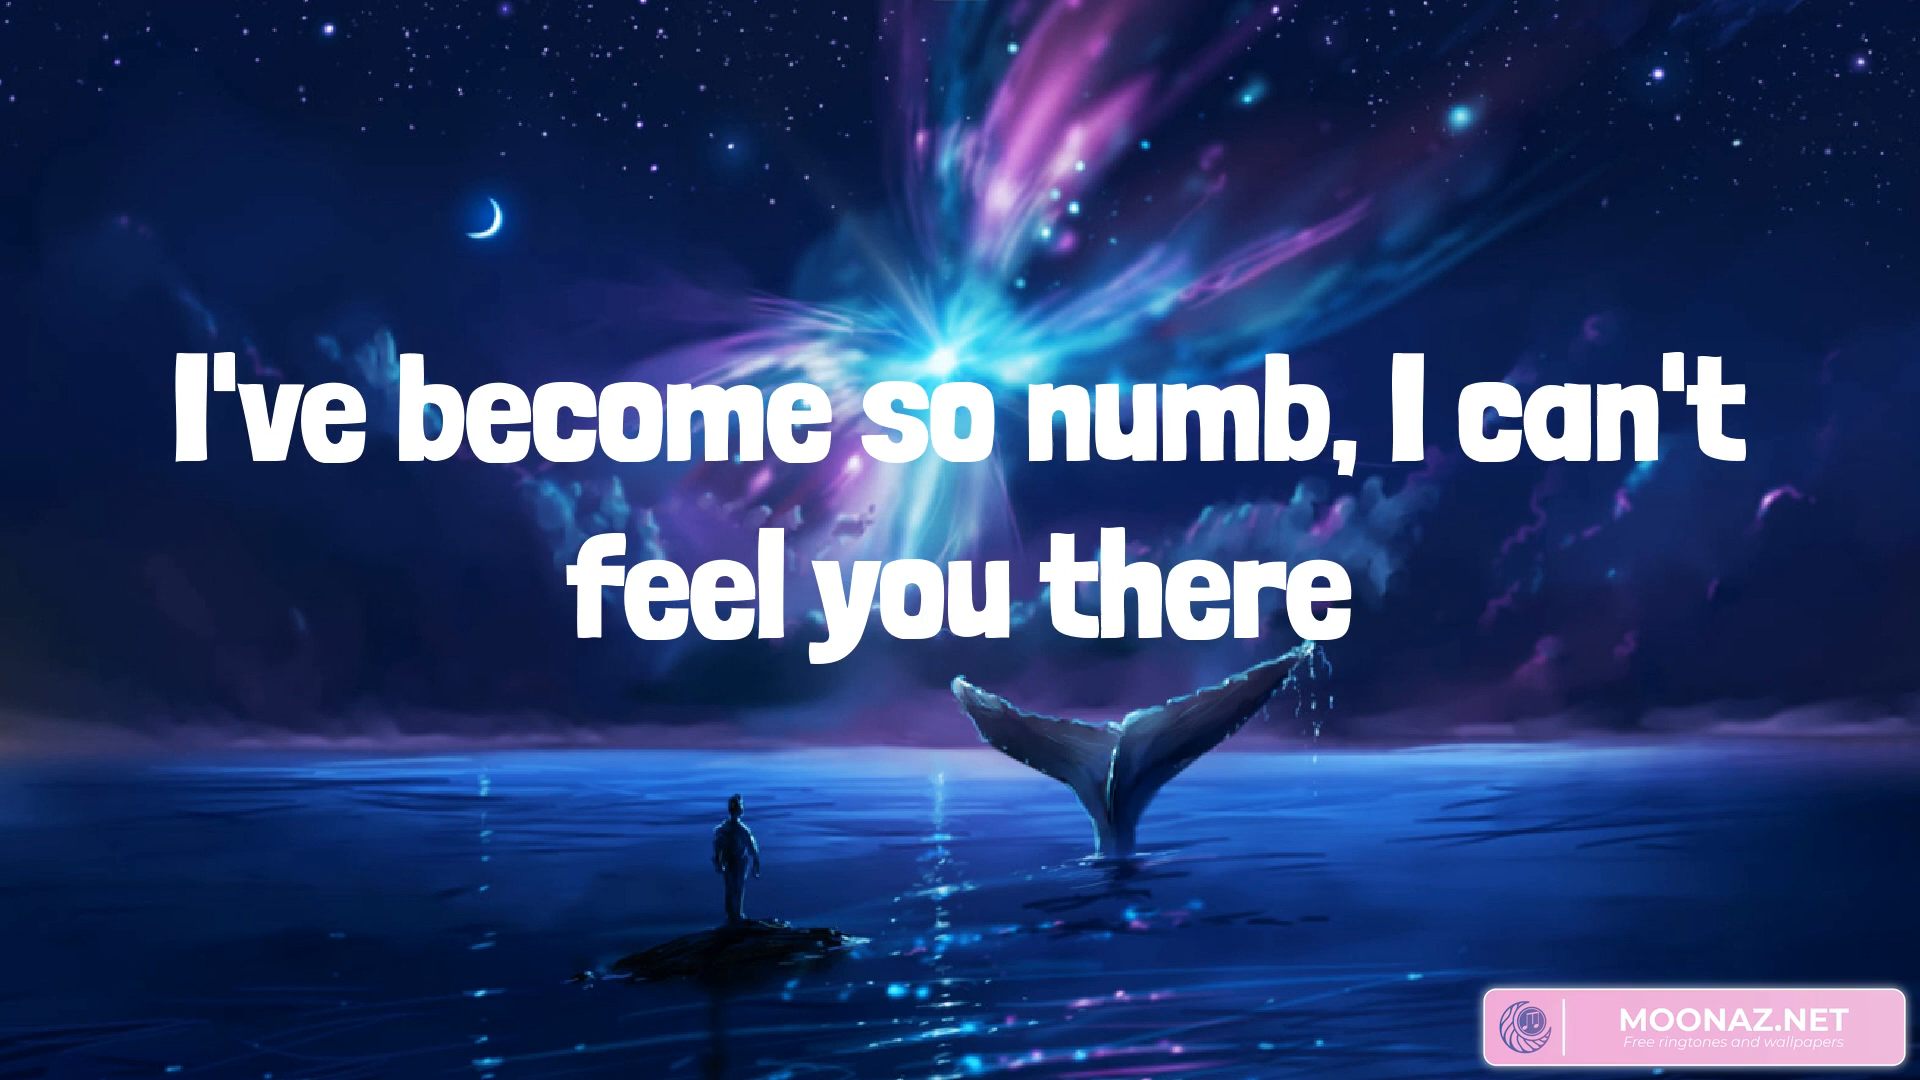 I've become so numb, I can't
feel you there
MOONAZ.NET
Free ringtones and wallpapers